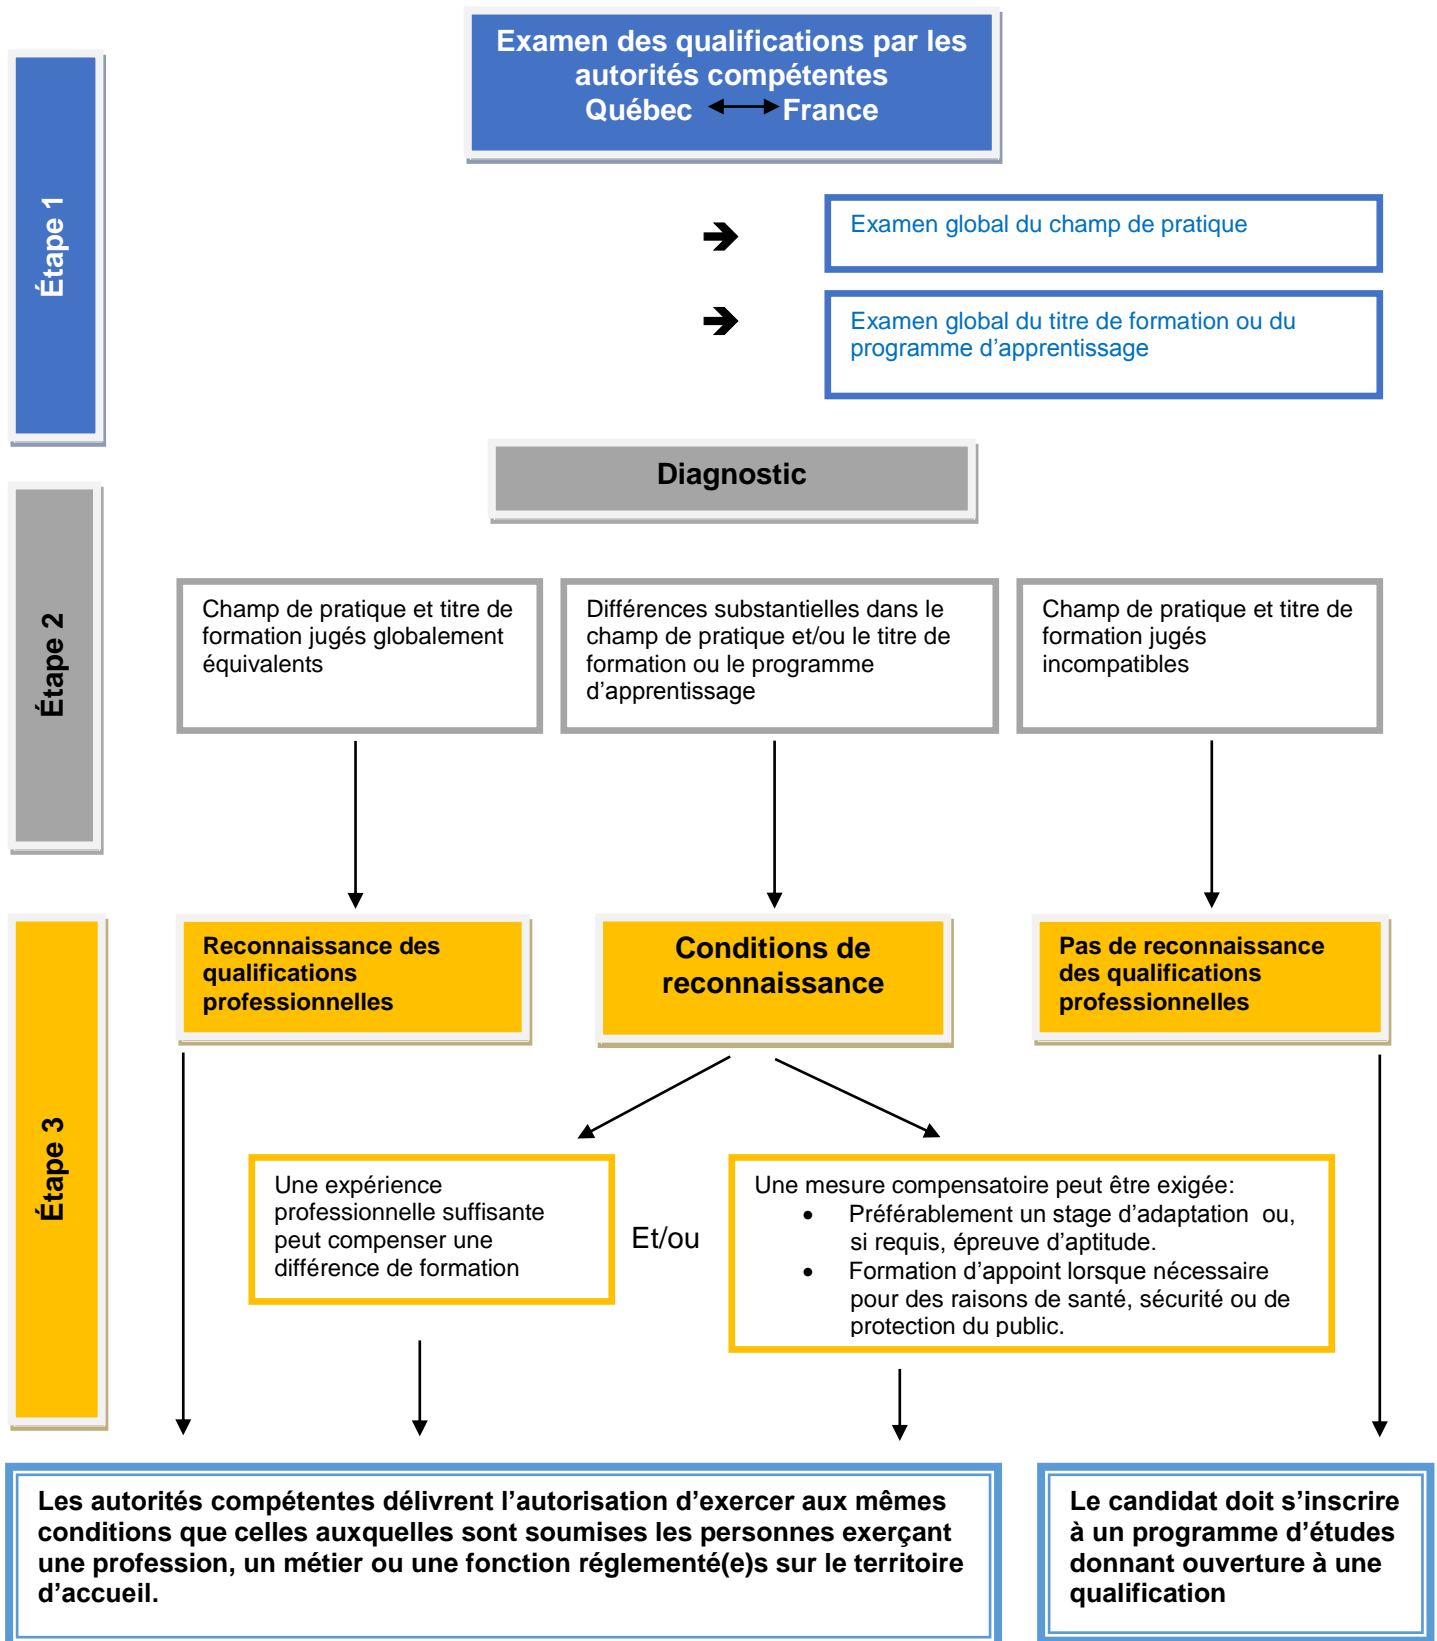 Examen des qualifications par les
autorités compétentes
Québec France
Étape 1
Examen global du champ de pratique
Examen global du titre de formation ou du
programme d’apprentissage
Diagnostic
Étape 2
Champ de pratique et titre de
formation jugés globalement
équivalents
Différences substantielles dans le
champ de pratique et/ou le titre de
formation ou le programme
d’apprentissage
Champ de pratique et titre de
formation jugés
incompatibles
Étape 3
Reconnaissance des
qualifications
professionnelles
Conditions de
reconnaissance
Pas de reconnaissance
des qualifications
professionnelles
Une expérience
professionnelle suffisante
peut compenser une
différence de formation
Et/ou
Une mesure compensatoire peut être exigée:
• Préférablement un stage d’adaptation ou,
si requis, épreuve d’aptitude.
• Formation d’appoint lorsque nécessaire
pour des raisons de santé, sécurité ou de
protection du public.
Les autorités compétentes délivrent l’autorisation d’exercer aux mêmes
conditions que celles auxquelles sont soumises les personnes exerçant
une profession, un métier ou une fonction réglementé(e)s sur le territoire
d’accueil.
Le candidat doit s’inscrire
à un programme d’études
donnant ouverture à une
qualification